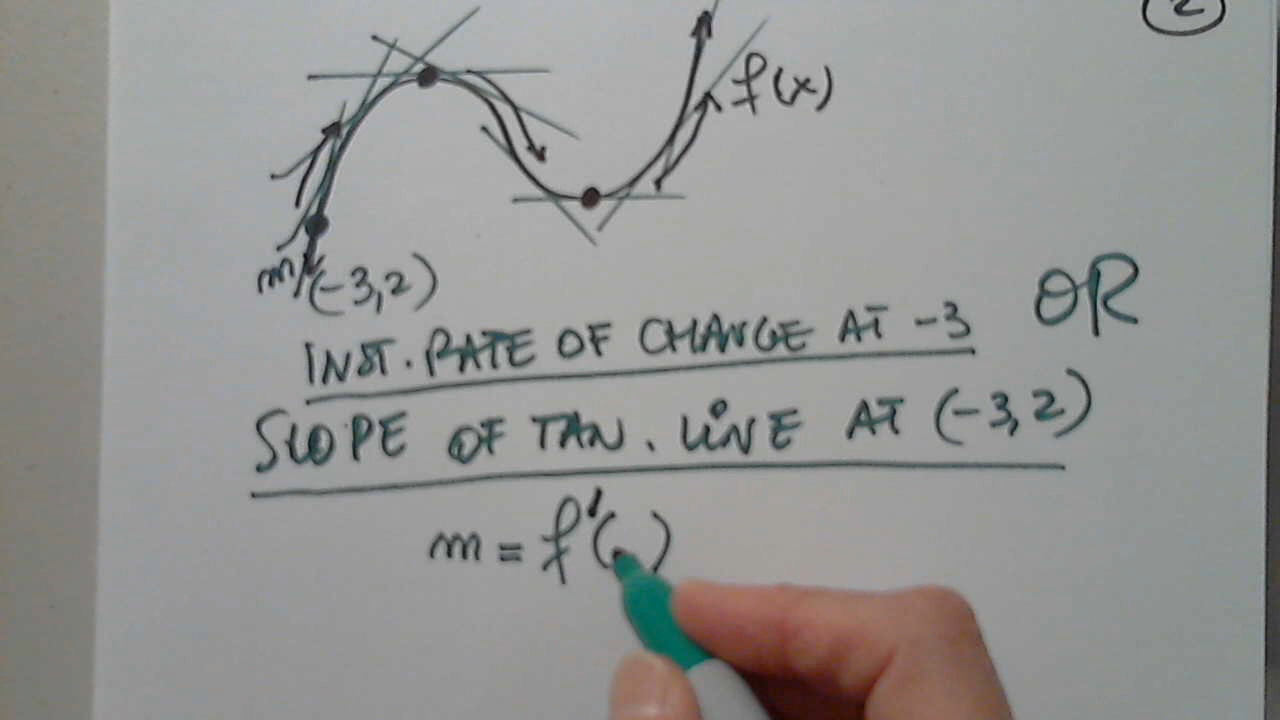 2
f(x)
m (-3,2)
INST. RATE OF CHANGE AT -3 OR
SLOPE OF TAN. LINE AT (-3,2)
m = f'( )